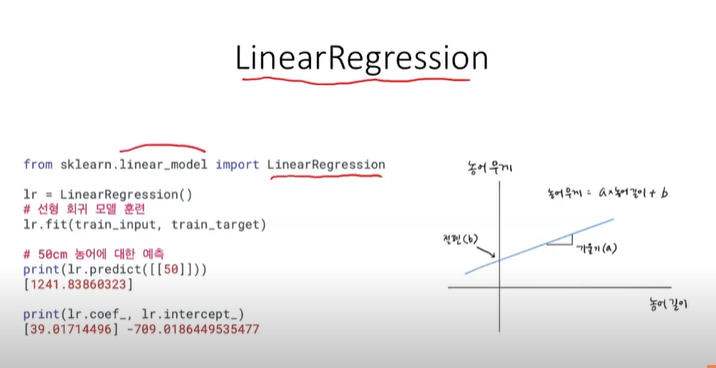 LinearRegression
from sklearn.linear_model import LinearRegression
lr = LinearRegression()
# 선형 회귀 모델 훈련
lr.fit(train_input, train_target)
# 50cm 농어에 대한 예측
print(lr.predict([[50]]))
[1241.83860323]
print(lr.coef_, lr.intercept_)
[39.01714496] -709.0186449535477
농어 무게
농어무게 = a×농어길이 + b
절편(b)
기울기(a)
농어 길이